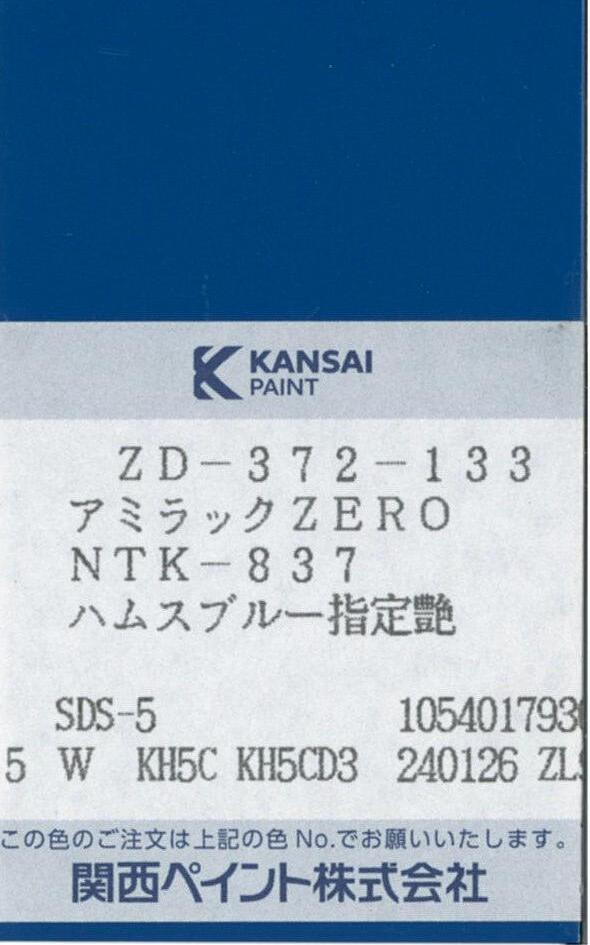 KANSAI
PAINT
ZD-372-133
アミラックZERO
NTK-837
ハムスブルー指定艶
SDS-5 105401793
5 W KH5C KH5CD3 240126
この色のご注文は上記の色No.でお願いいたします。
関西ペイント株式会社